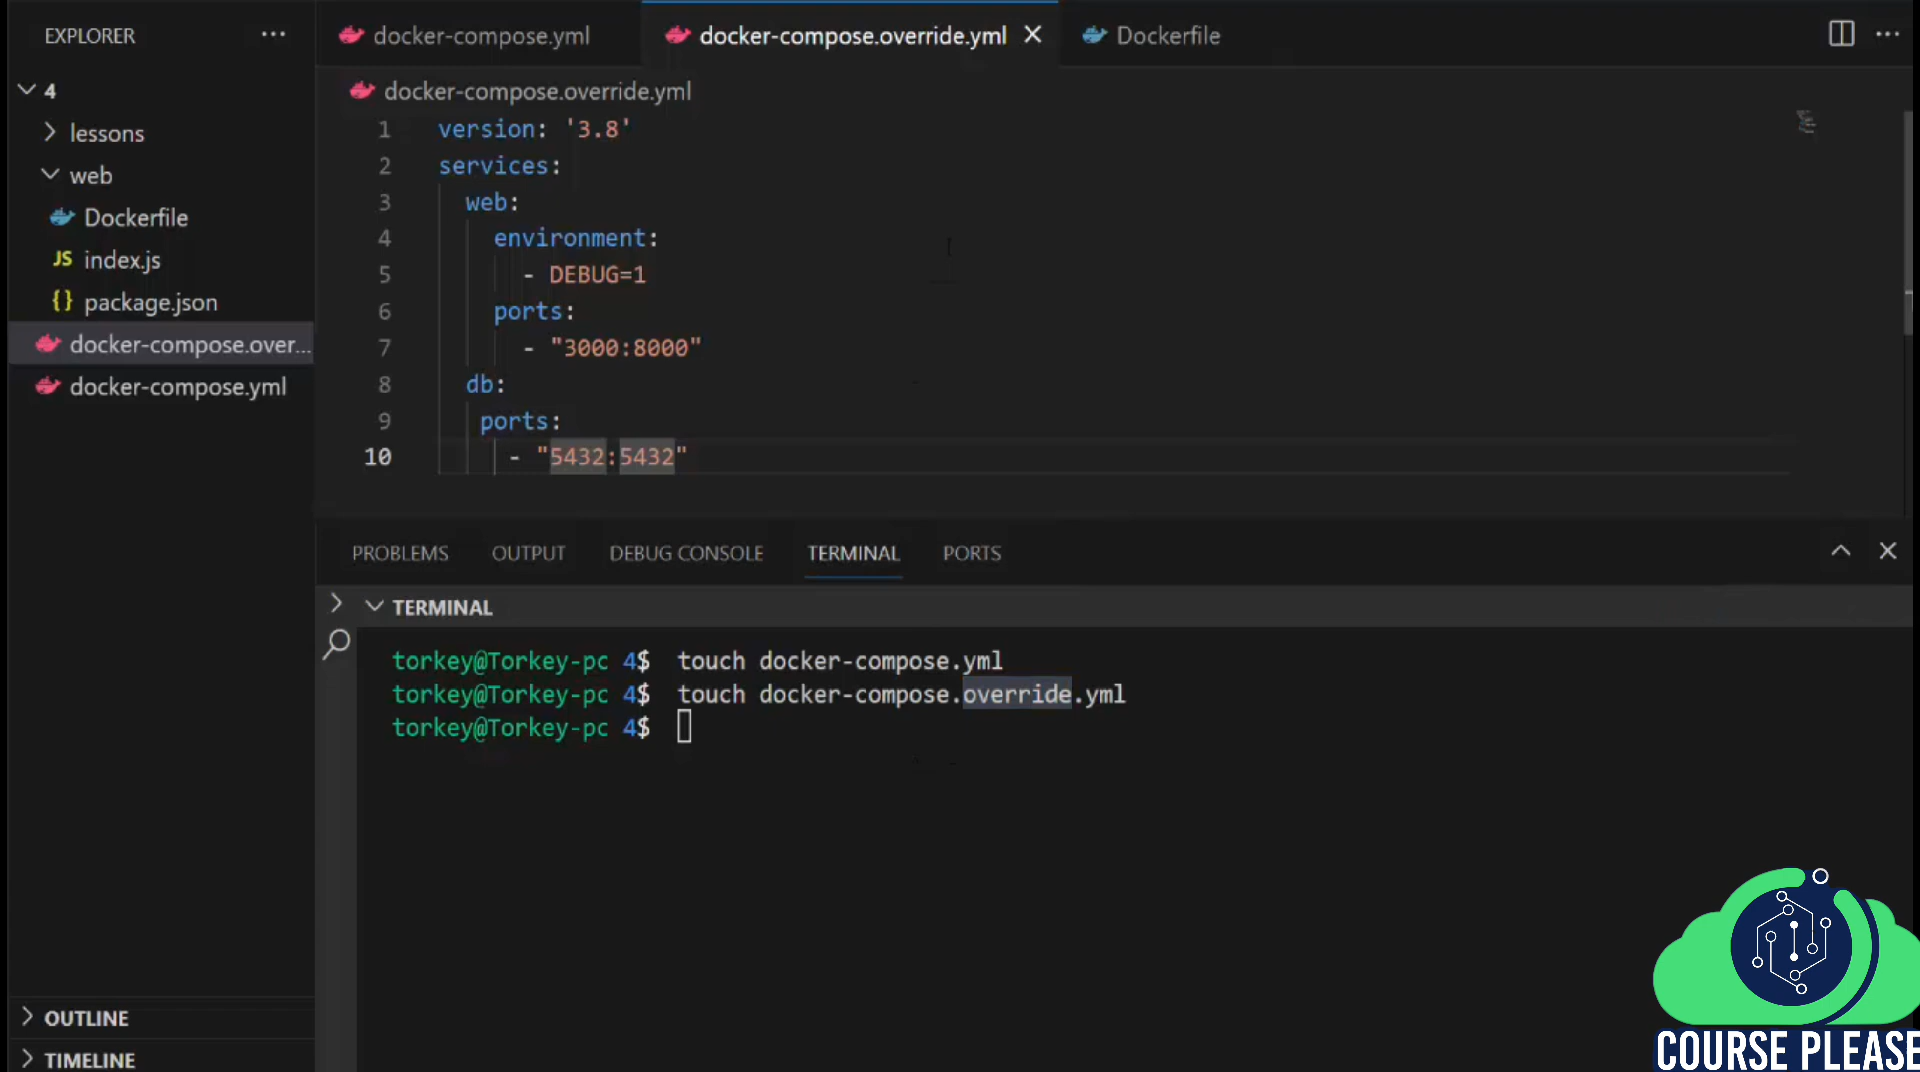 EXPLORER
docker-compose.yml
docker-compose.override.yml
Dockerfile
4
lessons
web
Dockerfile
JS index.js
{} package.json
docker-compose.over...
docker-compose.yml
docker-compose.override.yml
1 version: '3.8'
2 services:
3 web:
4 environment:
5 - DEBUG=1
6 ports:
7 - "3000:8000"
8 db:
9 ports:
10 - "5432:5432"
PROBLEMS OUTPUT DEBUG CONSOLE TERMINAL PORTS
TERMINAL
torkey@Torkey-pc 4$ touch docker-compose.yml
torkey@Torkey-pc 4$ touch docker-compose.override.yml
torkey@Torkey-pc 4$
OUTLINE
TIMELINE
COURSE PLEASE